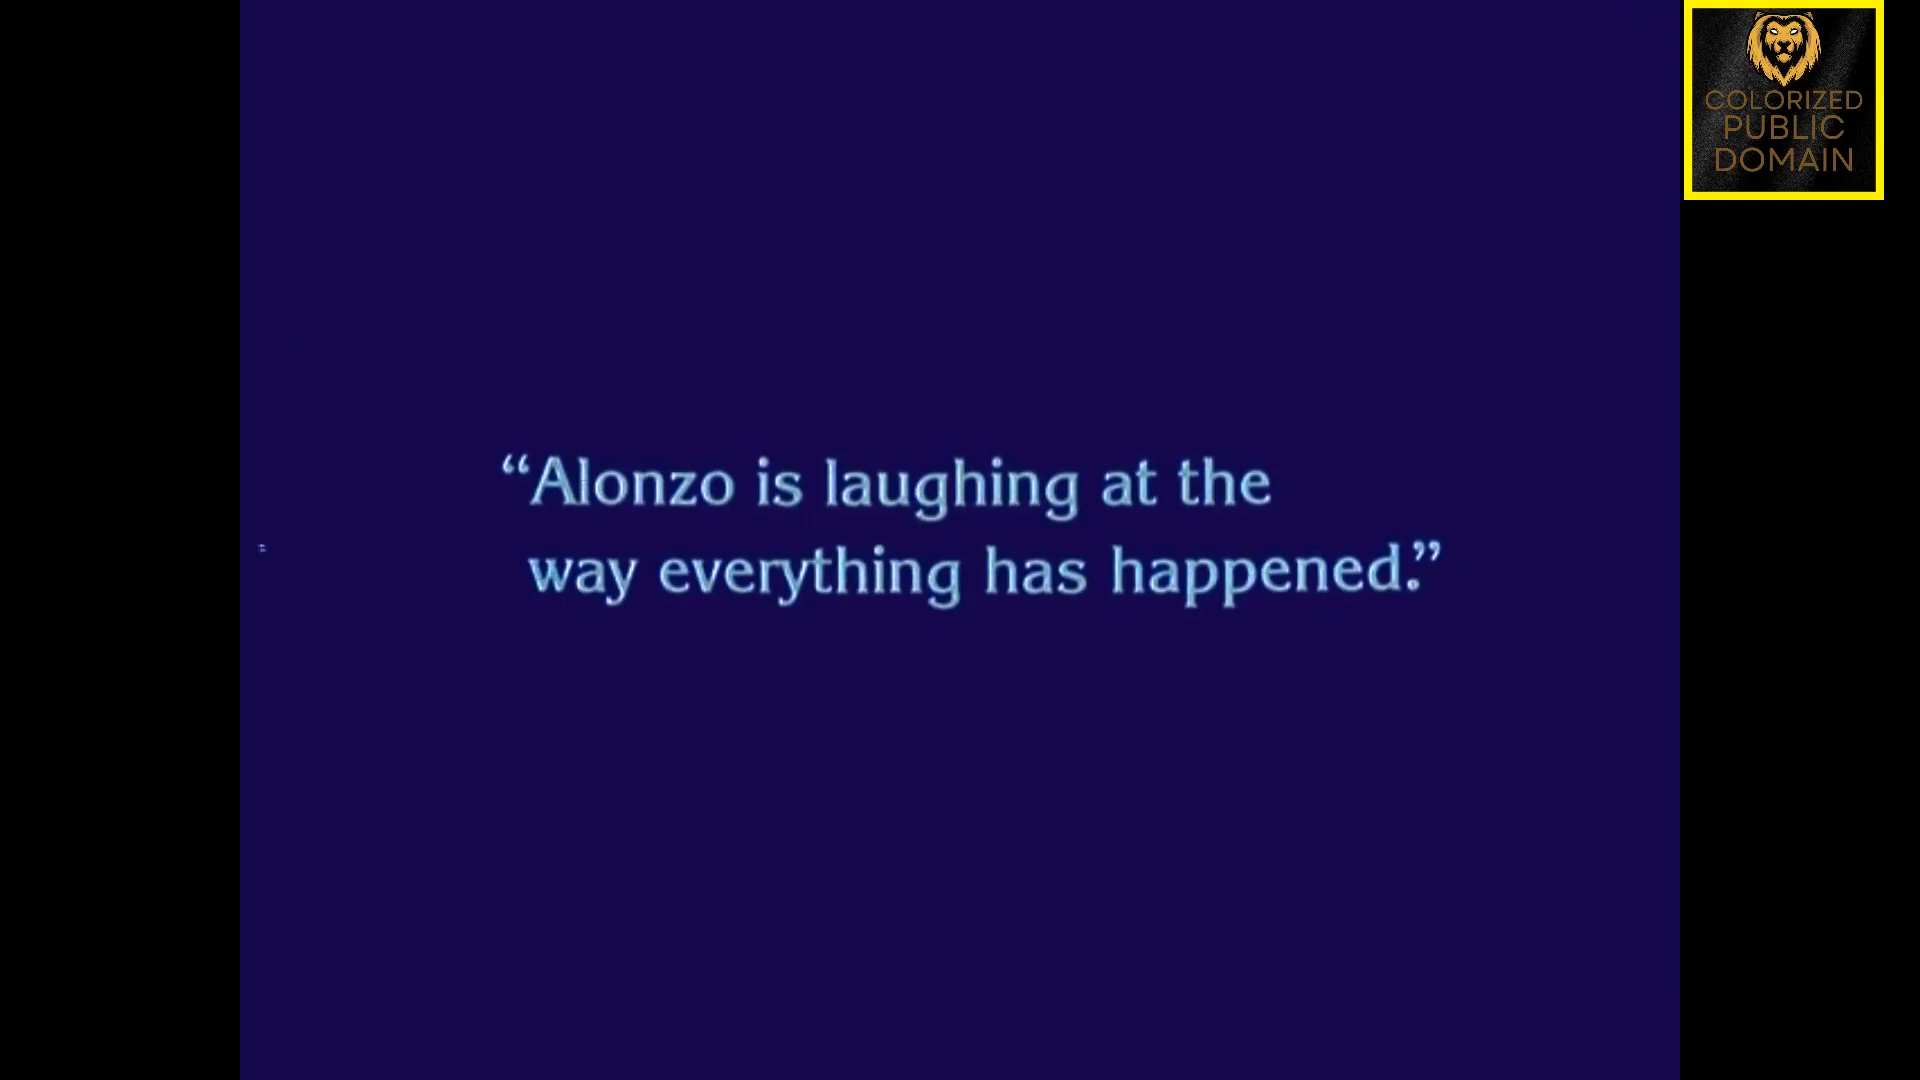 COLORIZED
PUBLIC
DOMAIN
“Alonzo is laughing at the
way everything has happened.”